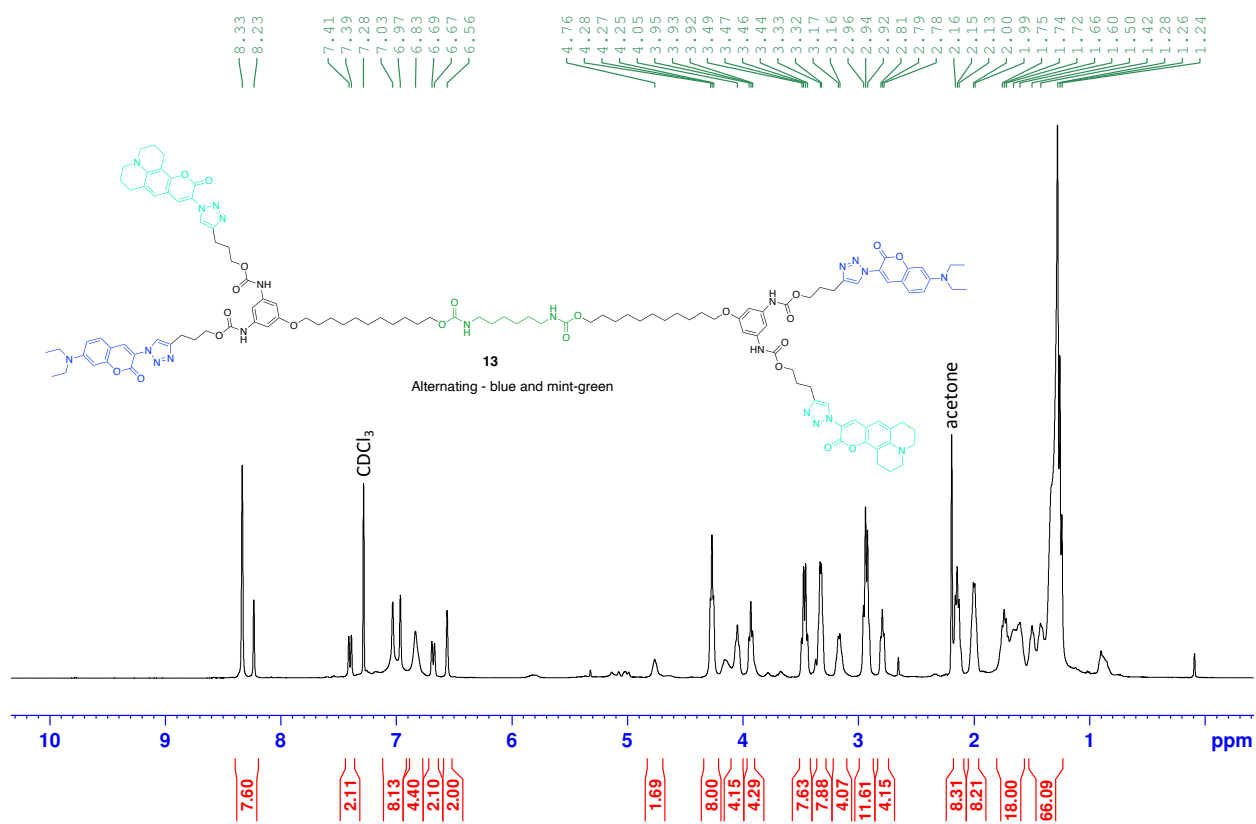 8.33
8.23
7.41
7.39
7.28
7.03
6.97
6.83
6.69
6.67
6.56
4.76
4.28
4.27
4.25
4.05
3.95
3.93
3.92
3.49
3.47
3.46
3.44
3.33
3.32
3.17
3.16
2.96
2.94
2.92
2.81
2.79
2.78
2.16
2.15
2.13
2.00
1.99
1.75
1.74
1.72
1.66
1.60
1.50
1.42
1.28
1.26
1.24
N
O
O
N
N
N
O
O
NH
O
O
NH
O
N
N
N
N
O
O
O
O
NH
HN
O
O
O
HN
O
O
NH
O
O
N
N
N
O
O
N
N
N
N
O
O
N
13
Alternating - blue and mint-green
CDCl₃
acetone
10 9 8 7 6 5 4 3 2 1 ppm
7.60
2.11
8.13
4.40
2.10
2.00
1.69
8.00
4.15
4.29
7.63
7.88
4.07
11.61
4.15
8.31
8.21
18.00
66.09